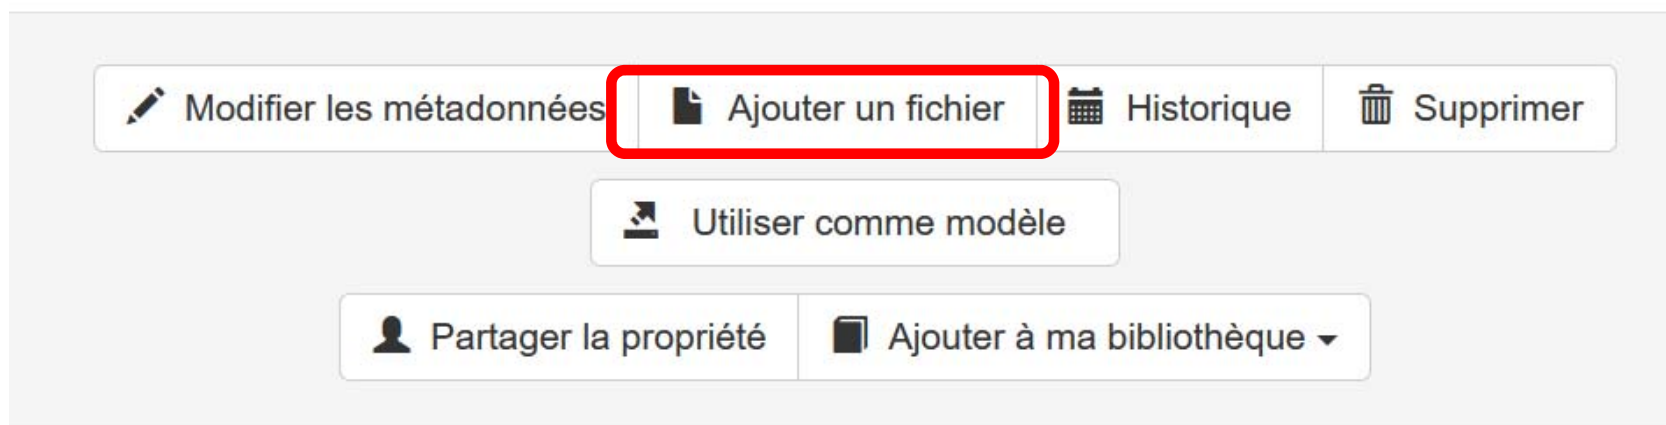 Modifier les métadonnées Ajouter un fichier Historique Supprimer
Utiliser comme modèle
Partager la propriété Ajouter à ma bibliothèque